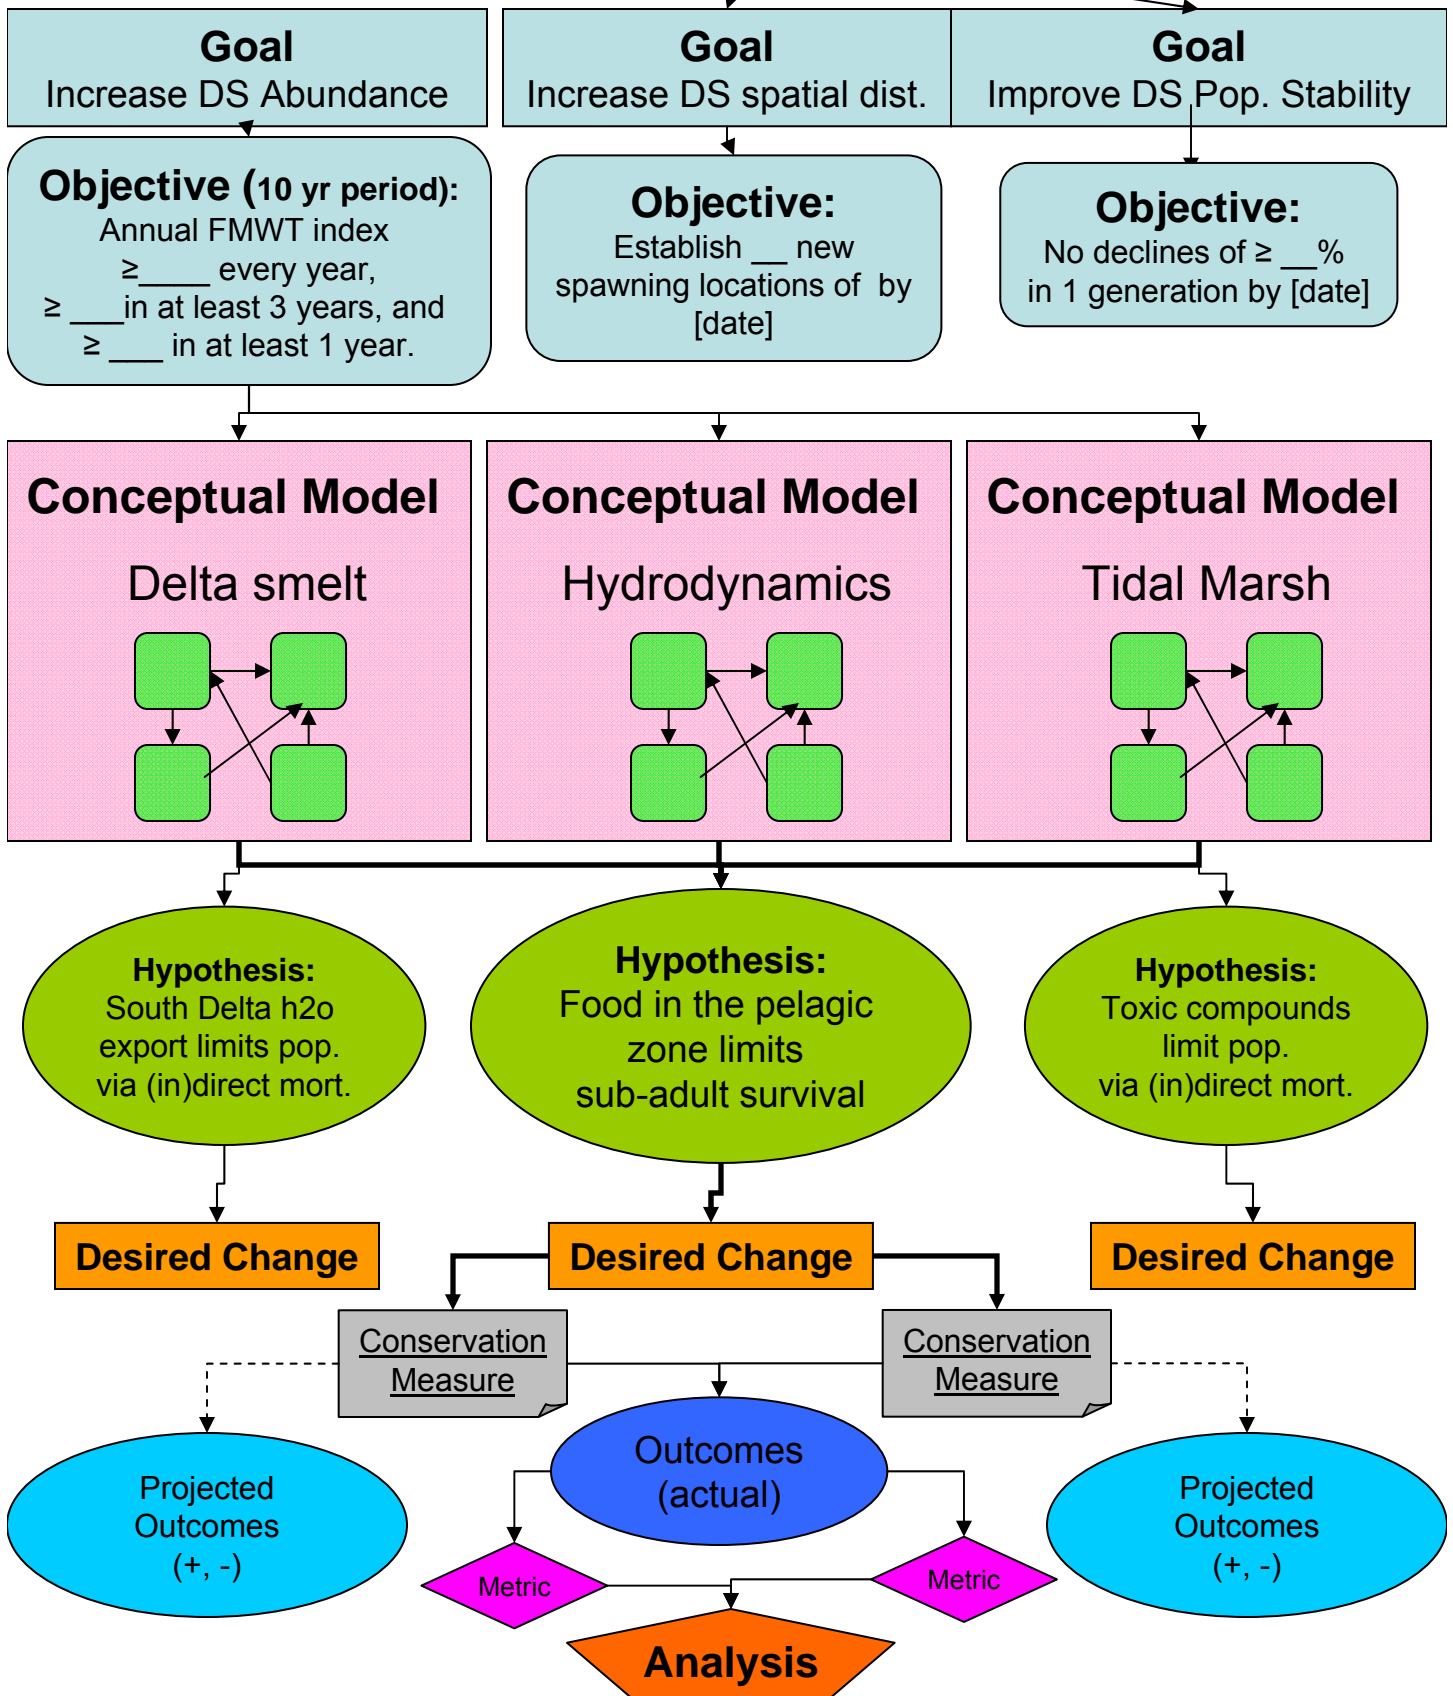 Goal
Increase DS Abundance
Goal
Increase DS spatial dist.
Goal
Improve DS Pop. Stability
Objective (10 yr period):
Annual FMWT index
≥____ every year,
≥ ___in at least 3 years, and
≥ ___ in at least 1 year.
Objective:
Establish __ new
spawning locations of  by
[date]
Objective:
No declines of ≥ __%
in 1 generation by [date]
Conceptual Model
Delta smelt
Conceptual Model
Hydrodynamics
Conceptual Model
Tidal Marsh
Hypothesis:
South Delta h2o
export limits pop.
via (in)direct mort.
Hypothesis:
Food in the pelagic
zone limits
sub-adult survival
Hypothesis:
Toxic compounds
limit pop.
via (in)direct mort.
Desired Change
Desired Change
Desired Change
Conservation
Measure
Conservation
Measure
Projected
Outcomes
(+, -)
Outcomes
(actual)
Projected
Outcomes
(+, -)
Metric
Metric
Analysis